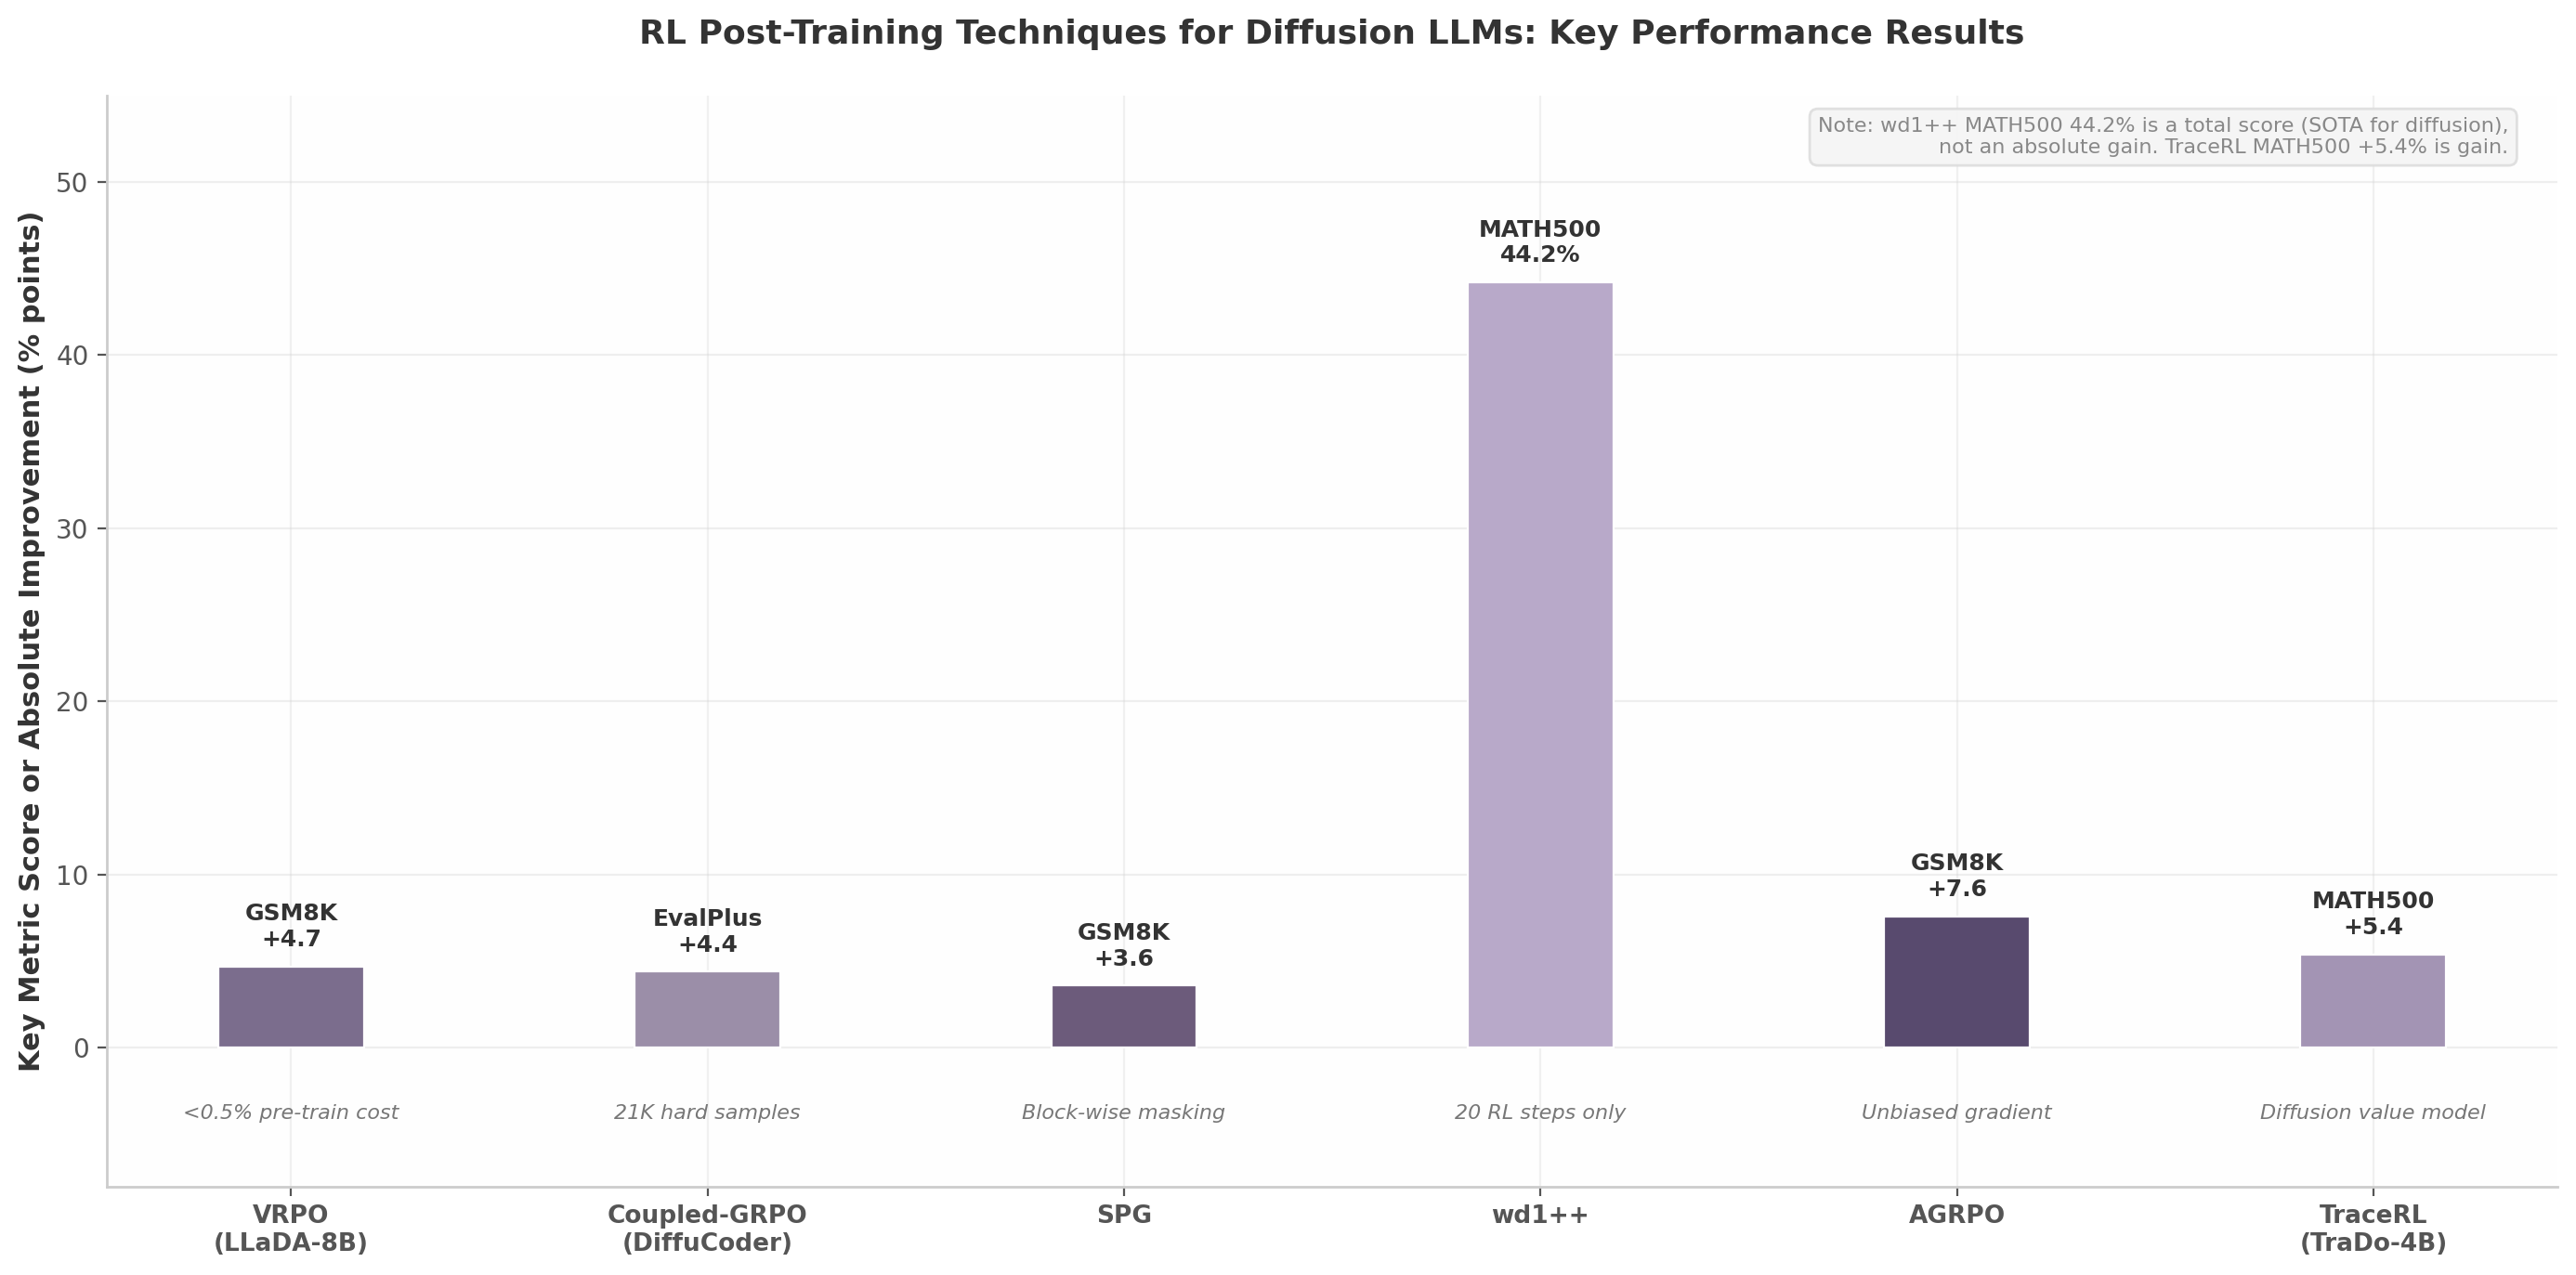 RL Post-Training Techniques for Diffusion LLMs: Key Performance Results
Note: wd1++ MATH500 44.2% is a total score (SOTA for diffusion),
not an absolute gain. TraceRL MATH500 +5.4% is gain.
Key Metric Score or Absolute Improvement (% points)
50
40
30
20
10
0
GSM8K
+4.7
EvalPlus
+4.4
GSM8K
+3.6
MATH500
44.2%
GSM8K
+7.6
MATH500
+5.4
<0.5% pre-train cost
21K hard samples
Block-wise masking
20 RL steps only
Unbiased gradient
Diffusion value model
VRPO
(LLaDA-8B)
Coupled-GRPO
(DiffuCoder)
SPG
wd1++
AGRPO
TraceRL
(TraDo-4B)